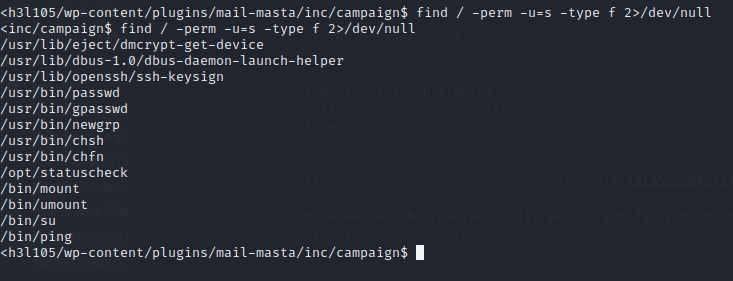 <h3l105/wp-content/plugins/mail-masta/inc/campaign$ find / -perm -u=s -type f 2>/dev/null
<inc/campaign$ find / -perm -u=s -type f 2>/dev/null
/usr/lib/eject/dmcrypt-get-device
/usr/lib/dbus-1.0/dbus-daemon-launch-helper
/usr/lib/openssh/ssh-keysign
/usr/bin/passwd
/usr/bin/gpasswd
/usr/bin/newgrp
/usr/bin/chsh
/usr/bin/chfn
/opt/statuscheck
/bin/mount
/bin/umount
/bin/su
/bin/ping
<h3l105/wp-content/plugins/mail-masta/inc/campaign$